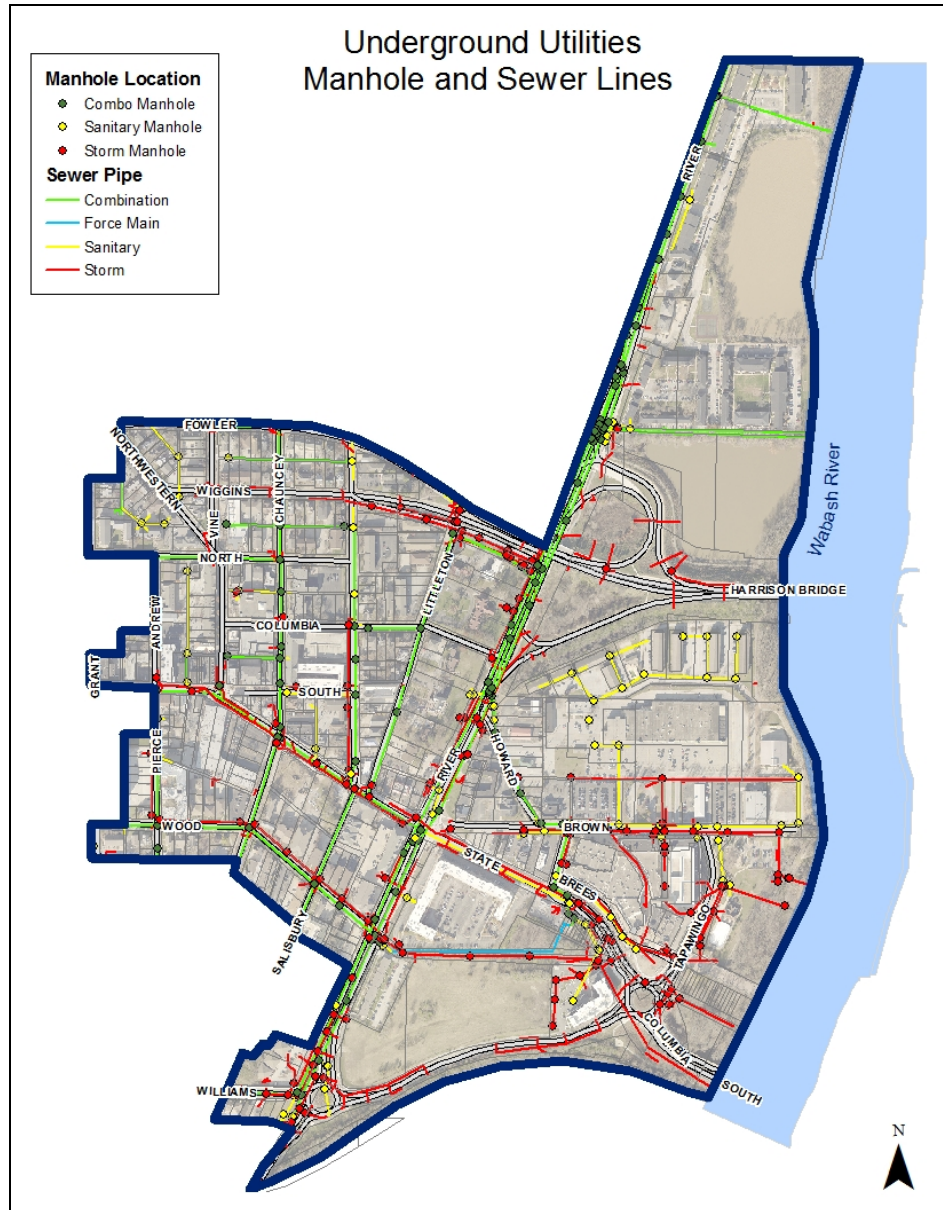 Underground Utilities
Manhole and Sewer Lines
Manhole Location
Combo Manhole
Sanitary Manhole
Storm Manhole
Sewer Pipe
Combination
Force Main
Sanitary
Storm
RIVER
Wabash River
FOWLER
NORTHWESTERN
WIGGINS
CHAUNCEY
VINE
NORTH
LITTLETON
HARRISON BRIDGE
ANDREW
COLUMBIA
GRANT
SOUTH
PIERCE
HOWARD
RIVER
WOOD
BROWN
STATE
BREES
SALISBURY
TAPAWINGO
COLUMBIA
SOUTH
WILLIAMS
N